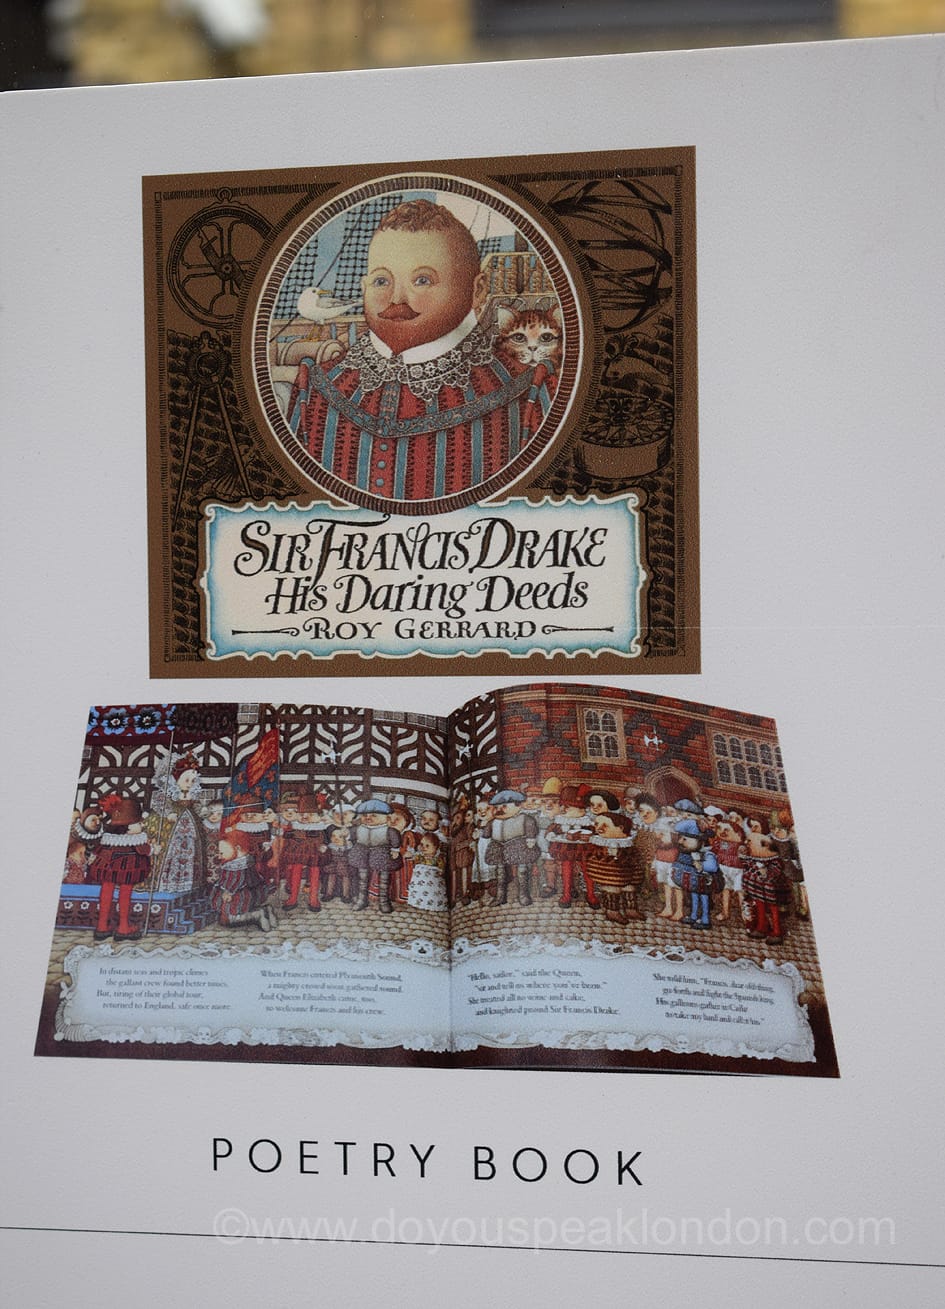 SIR FRANCIS DRAKE
His Daring Deeds
ROY GERRARD
In distant seas and tropic climes
the gallant crew found better times.
But, tiring of their global tour,
returned to England, safe once more.
When Francis entered Plymouth Sound,
a mighty crowd soon gathered round.
And Queen Elizabeth came, too,
to welcome Francis and his crew.
"Hello, sailor," said the Queen,
"sit and tell us where you've been."
She treated all to wine and cake,
and knighted proud Sir Francis Drake.
She told him, "Francis, dear old thing,
go forth and fight the Spanish king.
His galleons gather in Cadiz
to take my land and call it his."
POETRY BOOK
©www.doyouspeaklondon.com